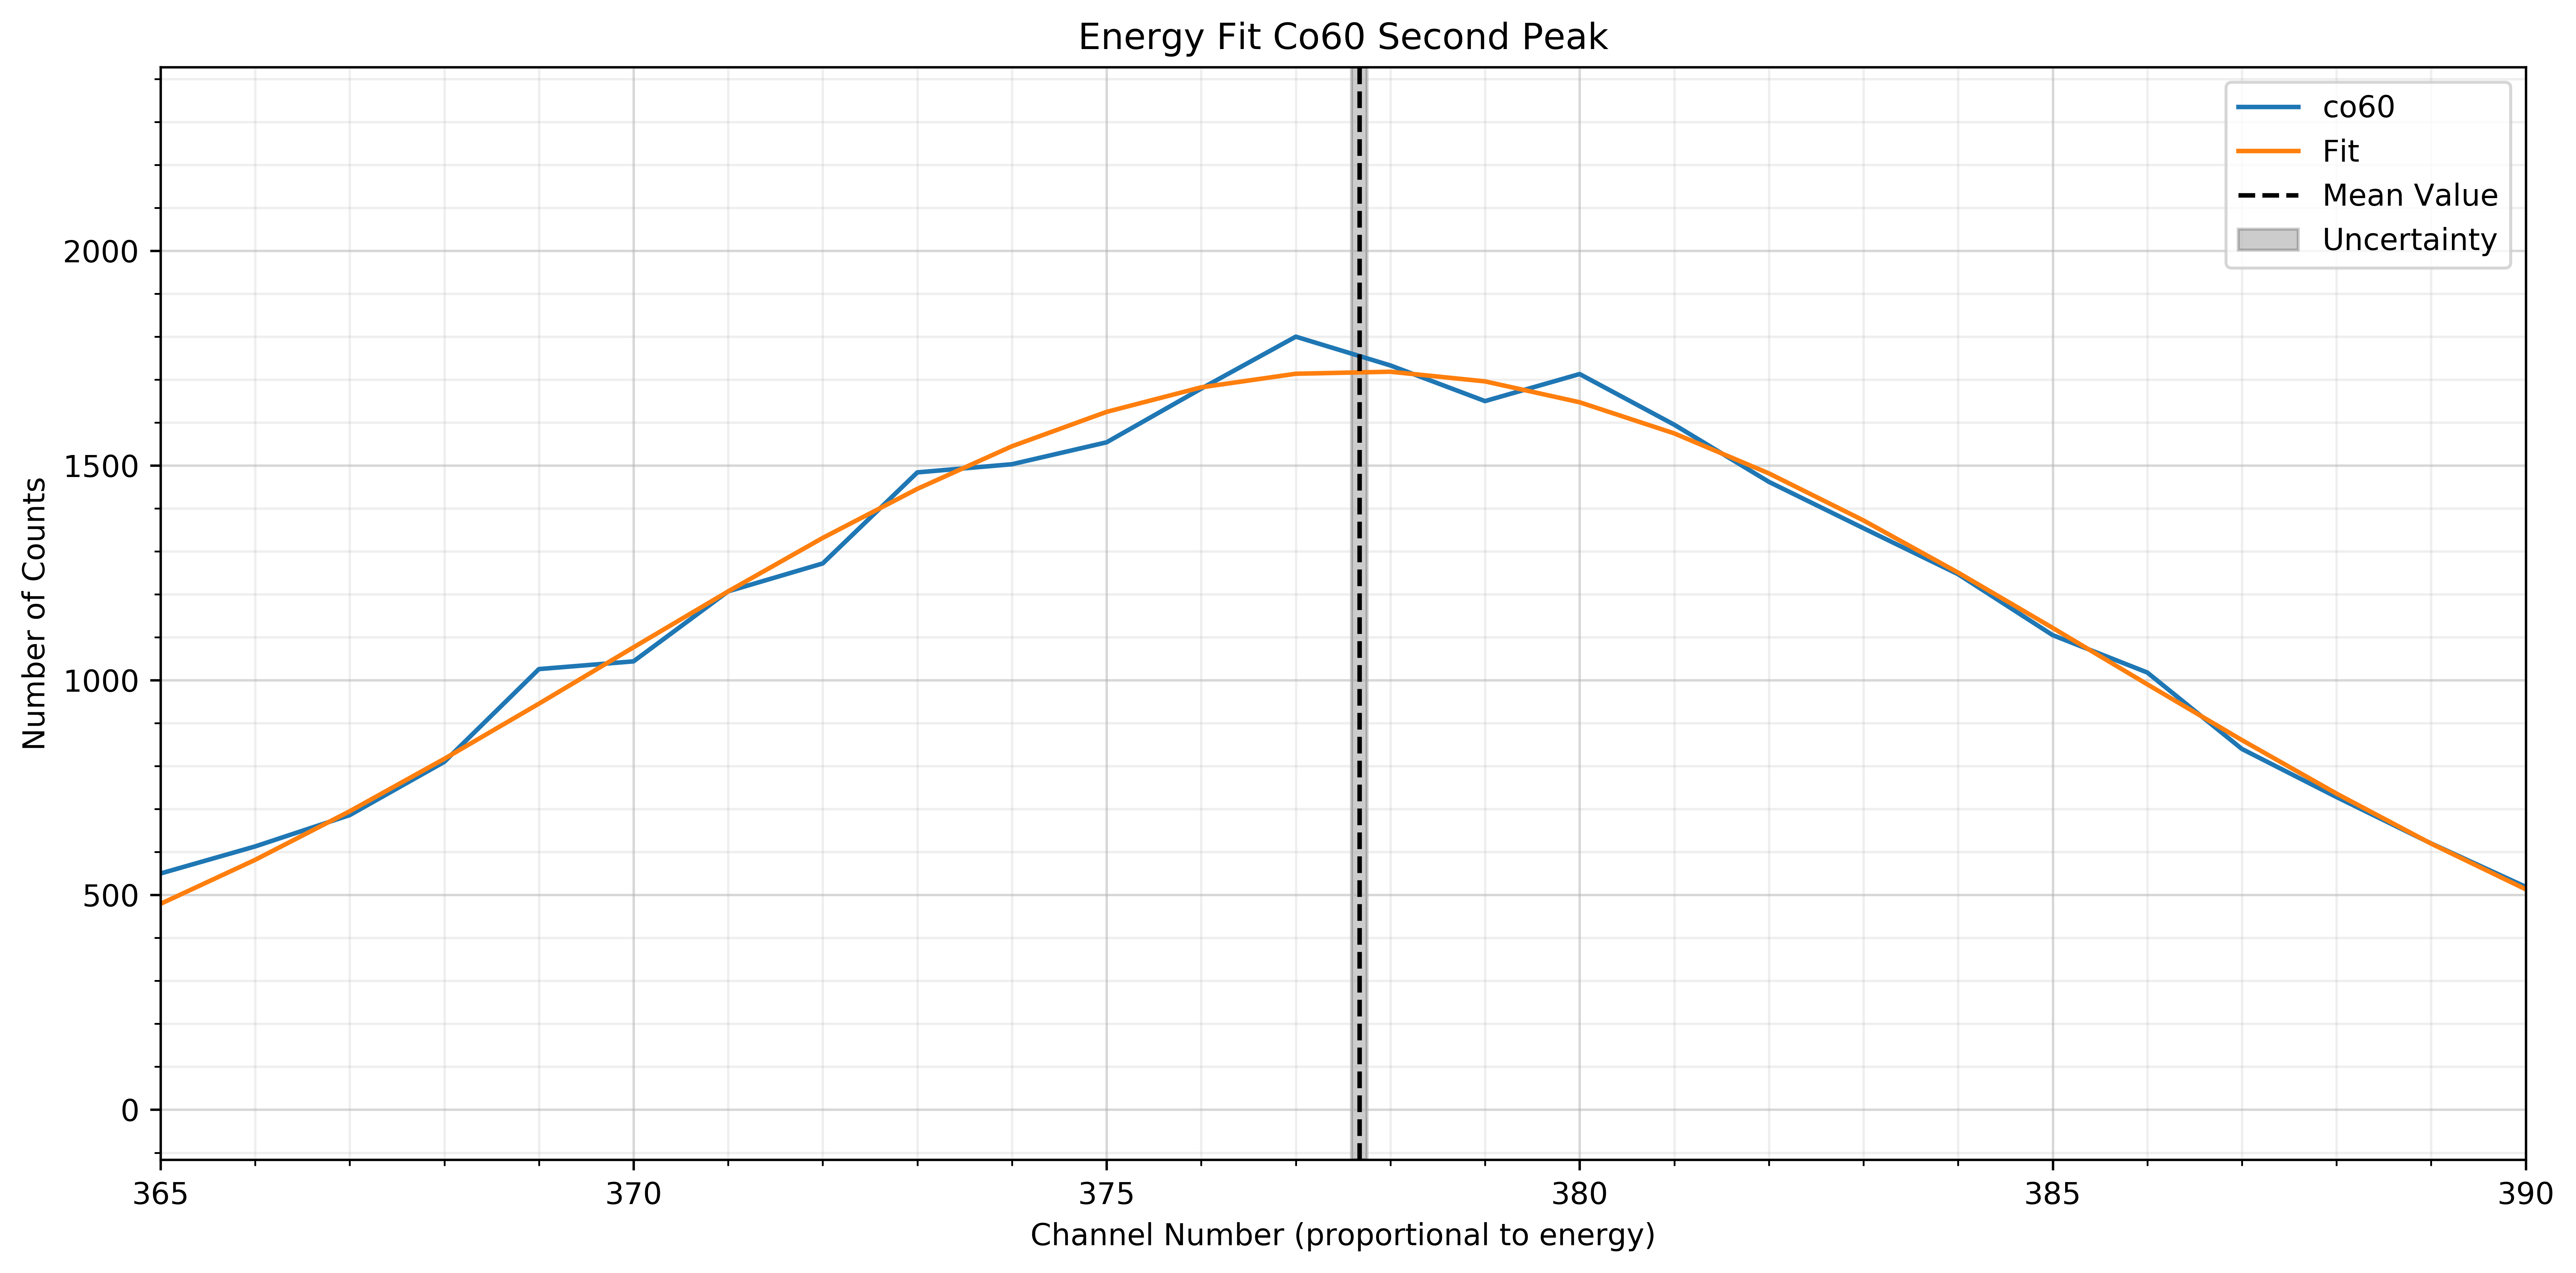 Energy Fit Co60 Second Peak
co60
Fit
Mean Value
Uncertainty
Number of Counts
2000
1500
1000
500
0
365 370 375 380 385 390
Channel Number (proportional to energy)